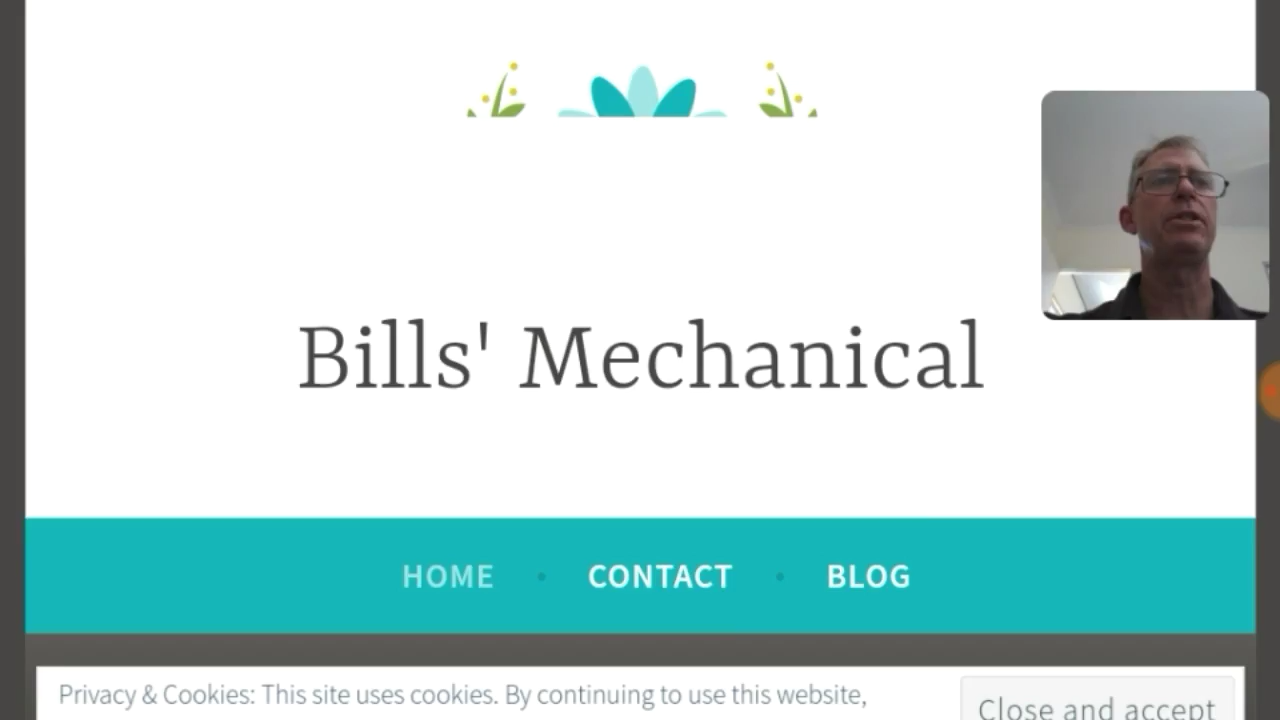 Bills' Mechanical
HOME · CONTACT · BLOG
Privacy & Cookies: This site uses cookies. By continuing to use this website,
Close and accept